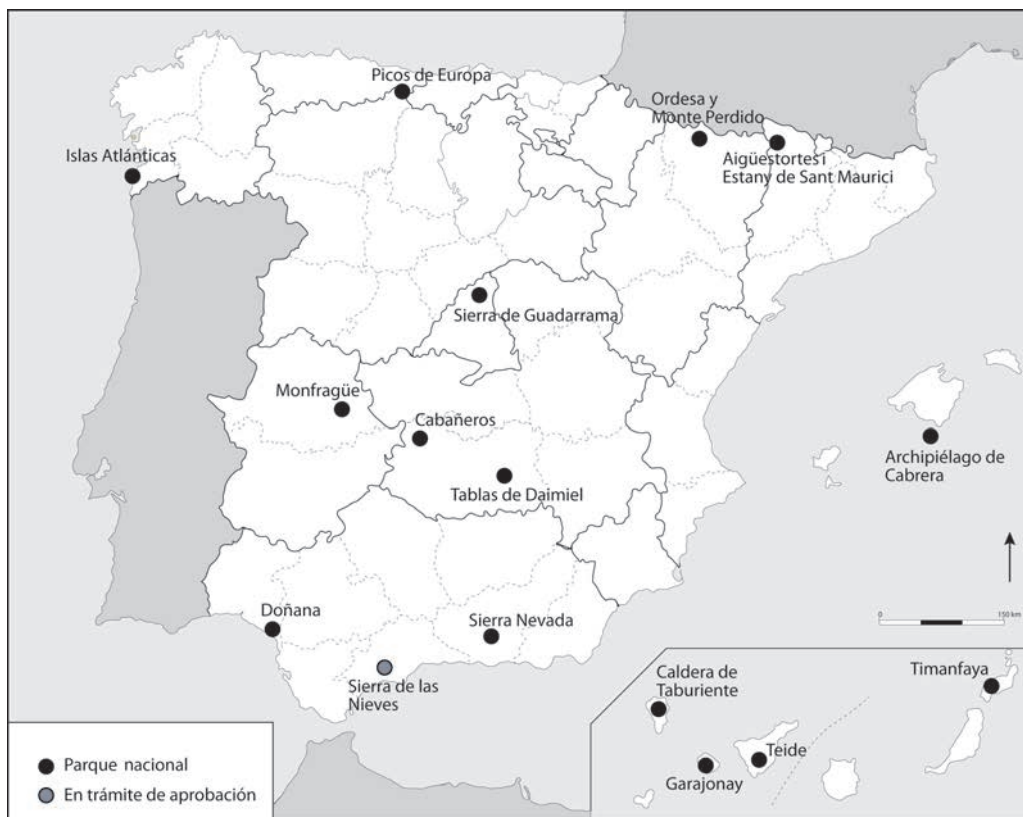 Picos de Europa
Ordesa y
Monte Perdido
Islas Atlánticas
Aigüestortes i
Estany de Sant Maurici
Sierra de Guadarrama
Monfragüe
Cabañeros
Archipiélago de
Cabrera
Tablas de Daimiel
Doñana
Sierra Nevada
0 150 km
Sierra de las
Nieves
Caldera de
Taburiente
Timanfaya
Teide
Garajonay
Parque nacional
En trámite de aprobación